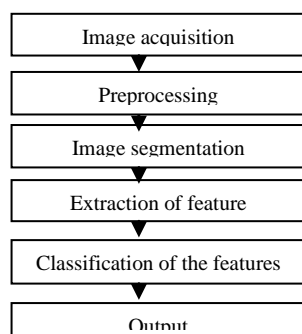 Image acquisition
Preprocessing
Image segmentation
Extraction of feature
Classification of the features
Output